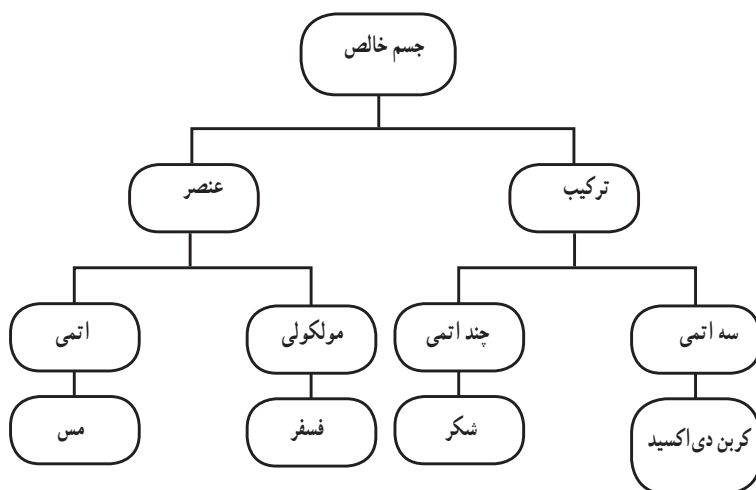 جسم خالص
ترکیب
عنصر
سه اتمی
چند اتمی
مولکولی
اتمی
کربن دی‌اکسید
شکر
فسفر
مس